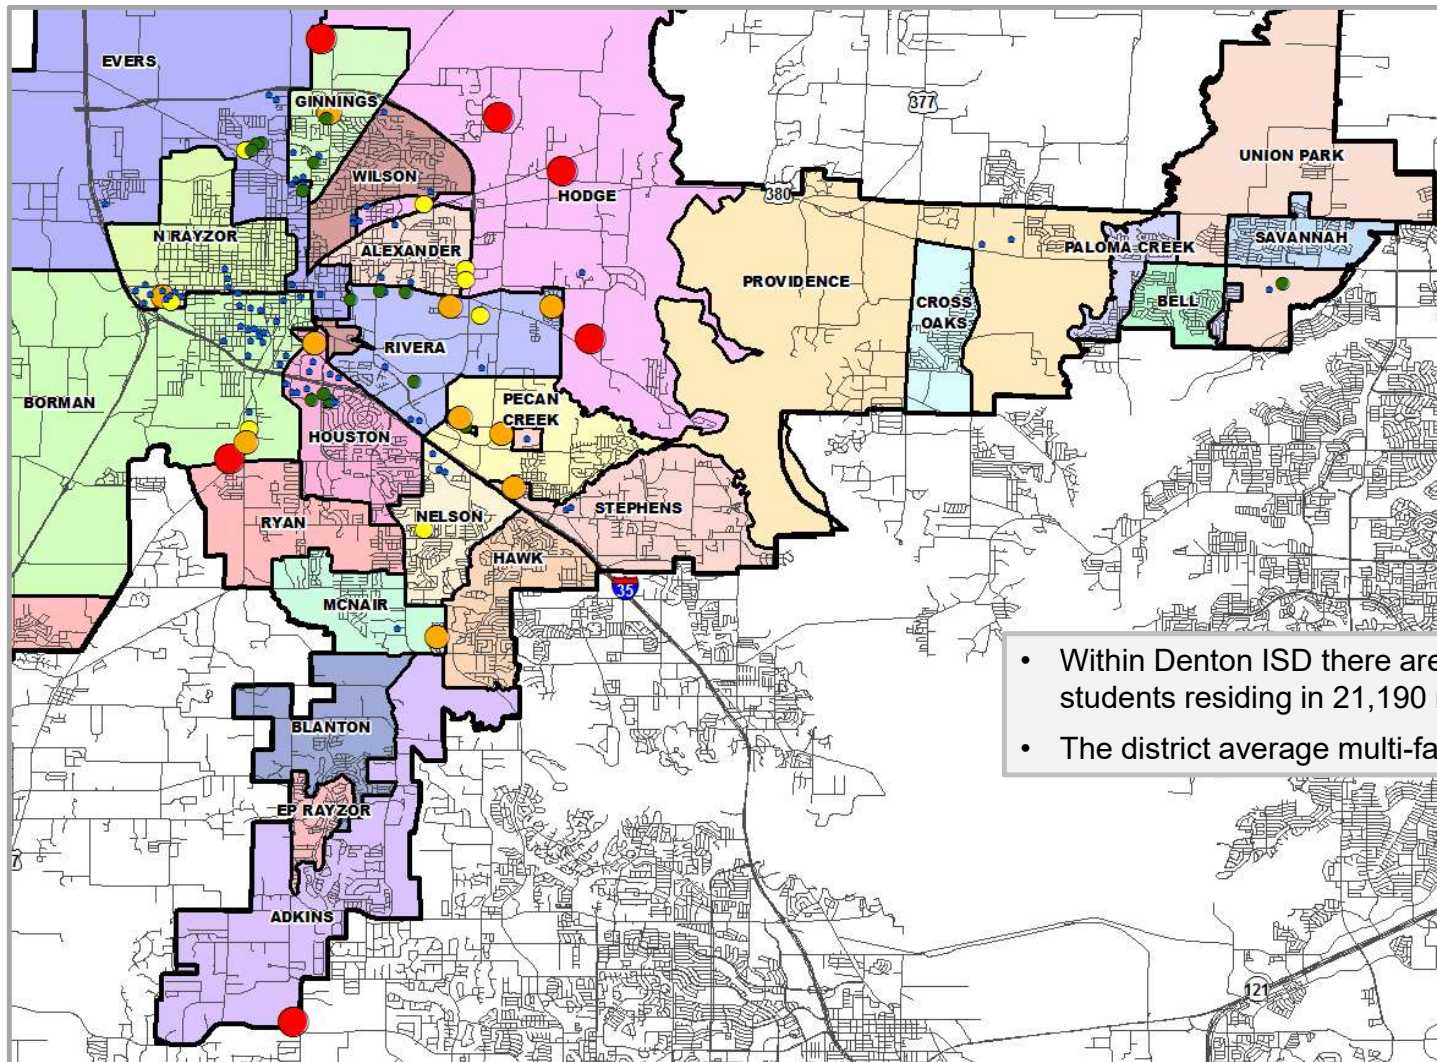 EVERS
GINNINGS
377
WILSON
UNION PARK
HODGE
380
N RAYZOR
ALEXANDER
PALOMA CREEK
SAVANNAH
PROVIDENCE
CROSS
OAKS
BELL
RIVERA
BORMAN
PECAN
CREEK
HOUSTON
STEPHENS
RYAN
NELSON
HAWK
35
MCNAIR
• Within Denton ISD there are
students residing in 21,190
• The district average multi-fa
BLANTON
EP RAYZOR
7
ADKINS
121